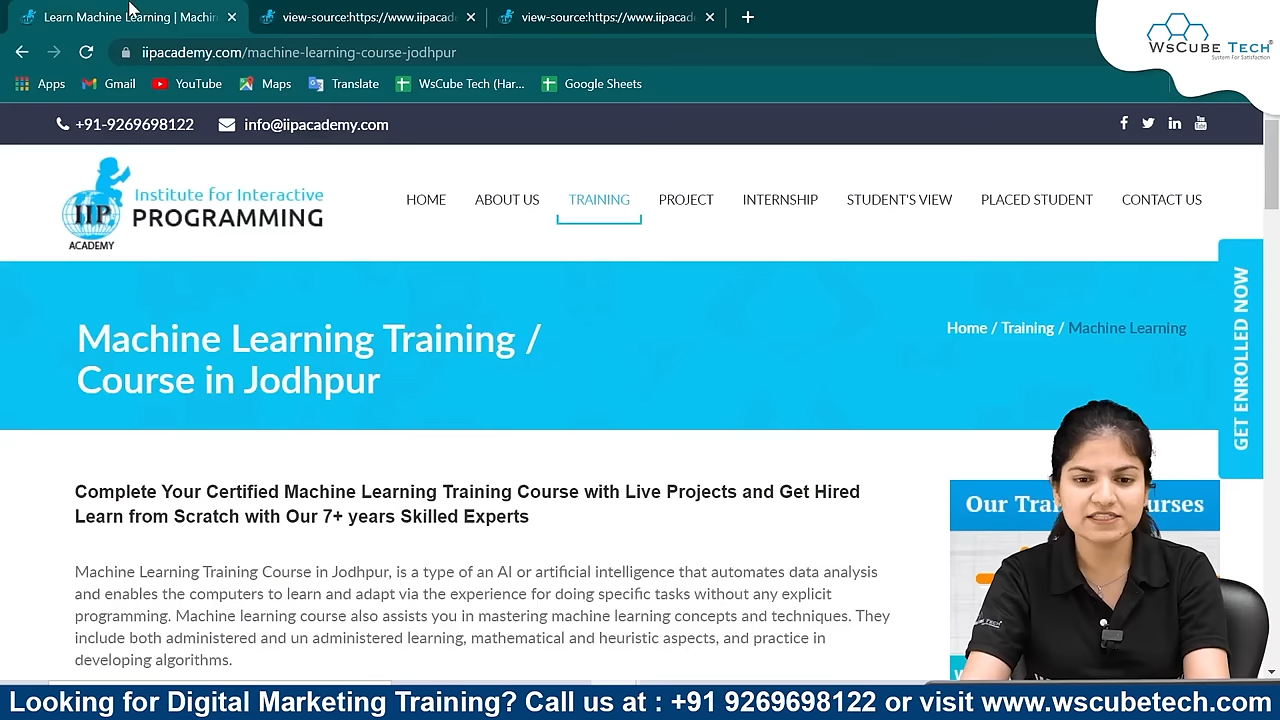 Learn Machine Learning | Machin
view-source:https://www.iipacade
view-source:https://www.iipacade
iipacademy.com/machine-learning-course-jodhpur
WsCube Tech
System For Satisfaction
Apps
Gmail
YouTube
Maps
Translate
WsCube Tech (Har...
Google Sheets
+91-9269698122
info@iipacademy.com
IIP
ACADEMY
Institute for Interactive
PROGRAMMING
HOME
ABOUT US
TRAINING
PROJECT
INTERNSHIP
STUDENT'S VIEW
PLACED STUDENT
CONTACT US
Machine Learning Training /
Course in Jodhpur
Home / Training / Machine Learning
GET ENROLLED NOW
Complete Your Certified Machine Learning Training Course with Live Projects and Get Hired
Learn from Scratch with Our 7+ years Skilled Experts
Our Trai urses
Machine Learning Training Course in Jodhpur, is a type of an AI or artificial intelligence that automates data analysis
and enables the computers to learn and adapt via the experience for doing specific tasks without any explicit
programming. Machine learning course also assists you in mastering machine learning concepts and techniques. They
include both administered and un administered learning, mathematical and heuristic aspects, and practice in
developing algorithms.
Looking for Digital Marketing Training? Call us at : +91 9269698122 or visit www.wscubetech.com